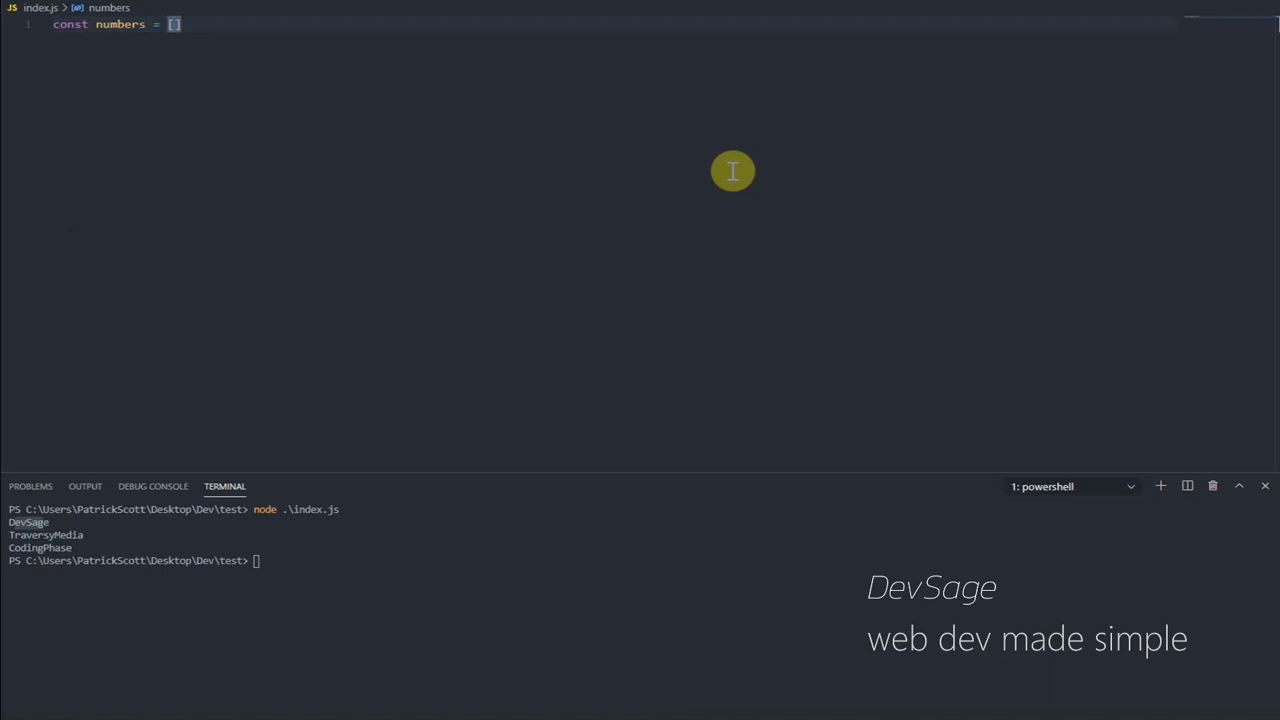 JS index.js > numbers
1 const numbers = []
PROBLEMS OUTPUT DEBUG CONSOLE TERMINAL 1: powershell
PS C:\Users\PatrickScott\Desktop\Dev\test> node .\index.js
DevSage
TraversyMedia
CodingPhase
PS C:\Users\PatrickScott\Desktop\Dev\test>
DevSage
web dev made simple